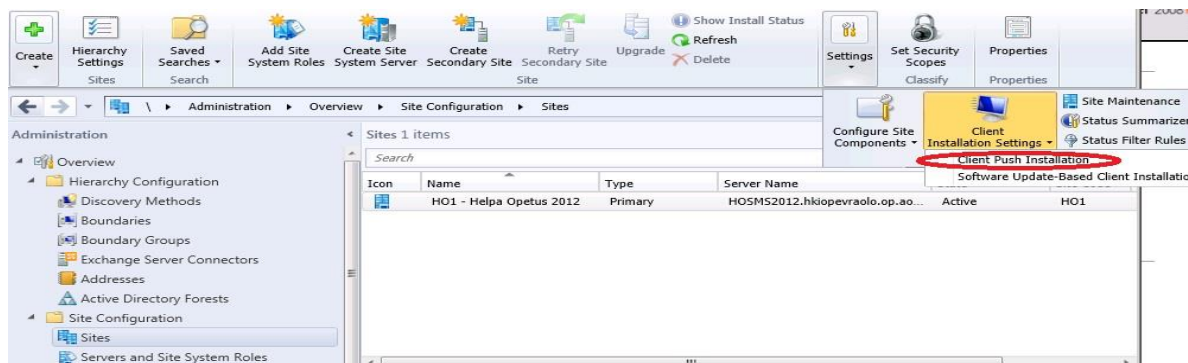 2008
Create
Hierarchy Settings
Sites
Saved Searches
Search
Add Site System Roles
Create Site System Server
Create Secondary Site
Retry Secondary Site
Upgrade
Show Install Status
Refresh
Delete
Site
Settings
Set Security Scopes
Classify
Properties
Properties
\ Administration Overview Site Configuration Sites
Configure Site Components
Client Installation Settings
Site Maintenance
Status Summarizer
Status Filter Rules
Client Push Installation
Software Update-Based Client Installatio
Administration
Overview
Hierarchy Configuration
Discovery Methods
Boundaries
Boundary Groups
Exchange Server Connectors
Addresses
Active Directory Forests
Site Configuration
Sites
Servers and Site System Roles
Sites 1 items
Search
Icon Name Type Server Name
HO1 - Helpa Opetus 2012 Primary HOSMS2012.hkiopevraolo.op.ao... Active HO1